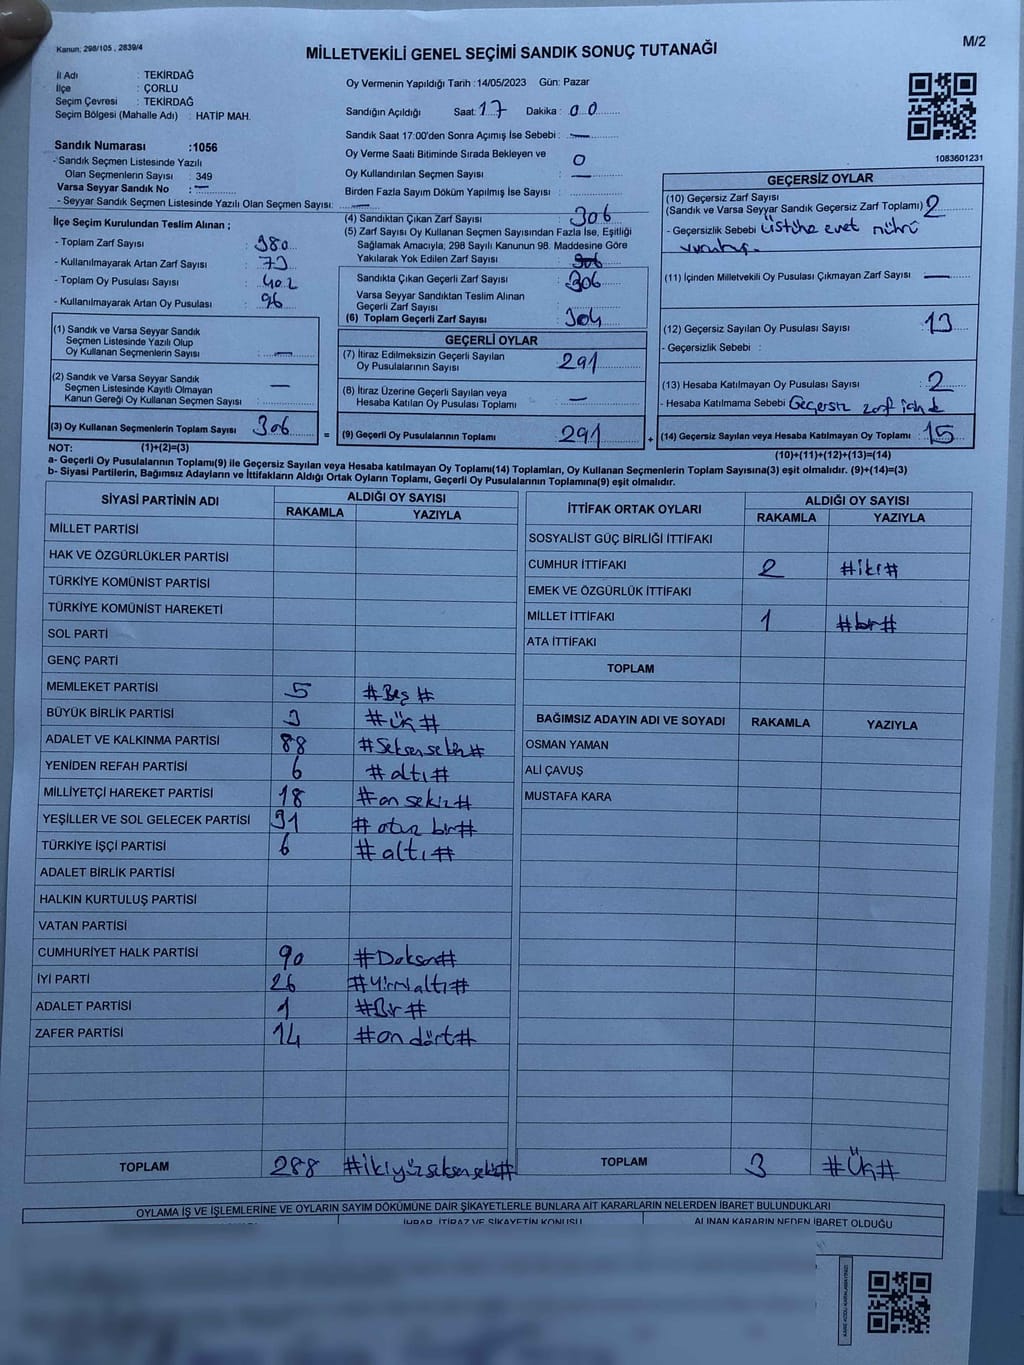 Kanun: 298/105 , 2839/4
M/2
MİLLETVEKİLİ GENEL SEÇİMİ SANDIK SONUÇ TUTANAĞI
İl Adı : TEKİRDAĞ
İlçe : ÇORLU
Seçim Çevresi : TEKİRDAĞ
Seçim Bölgesi (Mahalle Adı) : HATİP MAH.
Sandık Numarası :1056
- Sandık Seçmen Listesinde Yazılı
Olan Seçmenlerin Sayısı : 349
Varsa Seyyar Sandık No : —
- Seyyar Sandık Seçmen Listesinde Yazılı Olan Seçmen Sayısı: —
Oy Vermenin Yapıldığı Tarih :14/05/2023 Gün: Pazar
Sandığın Açıldığı Saat: 17 Dakika : 00
Sandık Saat 17:00'den Sonra Açımış İse Sebebi : —
Oy Verme Saati Bitiminde Sırada Bekleyen ve : 0
Oy Kullandırılan Seçmen Sayısı : —
Birden Fazla Sayım Döküm Yapılmış İse Sayısı :
1083601231
İlçe Seçim Kurulundan Teslim Alınan ;
- Toplam Zarf Sayısı : 380
- Kullanılmayarak Artan Zarf Sayısı : 73
- Toplam Oy Pusulası Sayısı : 402
- Kullanılmayarak Artan Oy Pusulası : 96
(4) Sandıktan Çıkan Zarf Sayısı : 306
(5) Zarf Sayısı Oy Kullanan Seçmen Sayısından Fazla İse, Eşitliği
Sağlamak Amacıyla; 298 Sayılı Kanunun 98. Maddesine Göre
Yakılarak Yok Edilen Zarf Sayısı :
Sandıkta Çıkan Geçerli Zarf Sayısı : 306
Varsa Seyyar Sandıktan Teslim Alınan
Geçerli Zarf Sayısı :
(6) Toplam Geçerli Zarf Sayısı : 304
GEÇERSİZ OYLAR
(10) Geçersiz Zarf Sayısı
(Sandık ve Varsa Seyyar Sandık Geçersiz Zarf Toplamı) : 2
- Geçersizlik Sebebi : üstüne evet mührü
(11) İçinden Milletvekili Oy Pusulası Çıkmayan Zarf Sayısı : —
(12) Geçersiz Sayılan Oy Pusulası Sayısı : 13
- Geçersizlik Sebebi :
(13) Hesaba Katılmayan Oy Pusulası Sayısı : 2
- Hesaba Katılmama Sebebi : Geçersiz zarf
(14) Geçersiz Sayılan veya Hesaba Katılmayan Oy Toplamı : 15
(10)+(11)+(12)+(13)=(14)
(1) Sandık ve Varsa Seyyar Sandık
Seçmen Listesinde Yazılı Olup
Oy Kullanan Seçmenlerin Sayısı : —
(2) Sandık ve Varsa Seyyar Sandık
Seçmen Listesinde Kayıtlı Olmayan
Kanun Gereği Oy Kullanan Seçmen Sayısı : —
(3) Oy Kullanan Seçmenlerin Toplam Sayısı : 306
=
GEÇERLİ OYLAR
(7) İtiraz Edilmeksizin Geçerli Sayılan
Oy Pusulalarının Sayısı : 291
(8) İtiraz Üzerine Geçerli Sayılan veya
Hesaba Katılan Oy Pusulası Toplamı : —
(9) Geçerli Oy Pusulalarının Toplamı : 291
+
NOT: (1)+(2)=(3)
a- Geçerli Oy Pusulalarının Toplamı(9) ile Geçersiz Sayılan veya Hesaba katılmayan Oy Toplamı(14) Toplamları, Oy Kullanan Seçmenlerin Toplam Sayısına(3) eşit olmalıdır. (9)+(14)=(3)
b- Siyasi Partilerin, Bağımsız Adayların ve İttifakların Aldığı Ortak Oyların Toplamı, Geçerli Oy Pusulalarının Toplamına(9) eşit olmalıdır.
SİYASİ PARTİNİN ADI ALDIĞI OY SAYISI
RAKAMLA YAZIYLA
MİLLET PARTİSİ
HAK VE ÖZGÜRLÜKLER PARTİSİ
TÜRKİYE KOMÜNİST PARTİSİ
TÜRKİYE KOMÜNİST HAREKETİ
SOL PARTİ
GENÇ PARTİ
MEMLEKET PARTİSİ 5 #Beş#
BÜYÜK BİRLİK PARTİSİ 3 #üç#
ADALET VE KALKINMA PARTİSİ 88 #Seksen sekiz#
YENİDEN REFAH PARTİSİ 6 #altı#
MİLLİYETÇİ HAREKET PARTİSİ 18 #on sekiz#
YEŞİLLER VE SOL GELECEK PARTİSİ 31 #otuz bir#
TÜRKİYE İŞÇİ PARTİSİ 6 #altı#
ADALET BİRLİK PARTİSİ
HALKIN KURTULUŞ PARTİSİ
VATAN PARTİSİ
CUMHURİYET HALK PARTİSİ 90 #Doksan#
İYİ PARTİ 26 #Yirmi altı#
ADALET PARTİSİ 1 #Bir#
ZAFER PARTİSİ 14 #on dört#
TOPLAM 288 #ikiyüzseksensekiz#
İTTİFAK ORTAK OYLARI ALDIĞI OY SAYISI
RAKAMLA YAZIYLA
SOSYALİST GÜÇ BİRLİĞİ İTTİFAKI
CUMHUR İTTİFAKI 2 #iki#
EMEK VE ÖZGÜRLÜK İTTİFAKI
MİLLET İTTİFAKI 1 #bir#
ATA İTTİFAKI
TOPLAM
BAĞIMSIZ ADAYIN ADI VE SOYADI RAKAMLA YAZIYLA
OSMAN YAMAN
ALİ ÇAVUŞ
MUSTAFA KARA
TOPLAM 3 #Üç#
OYLAMA İŞ VE İŞLEMLERİNE VE OYLARIN SAYIM DÖKÜMÜNE DAİR ŞİKAYETLERLE BUNLARA AİT KARARLARIN NELERDEN İBARET BULUNDUKLARI
İHBAR, İTİRAZ VE ŞİKAYETİN KONUSU ALINAN KARARIN NEDEN İBARET OLDUĞU